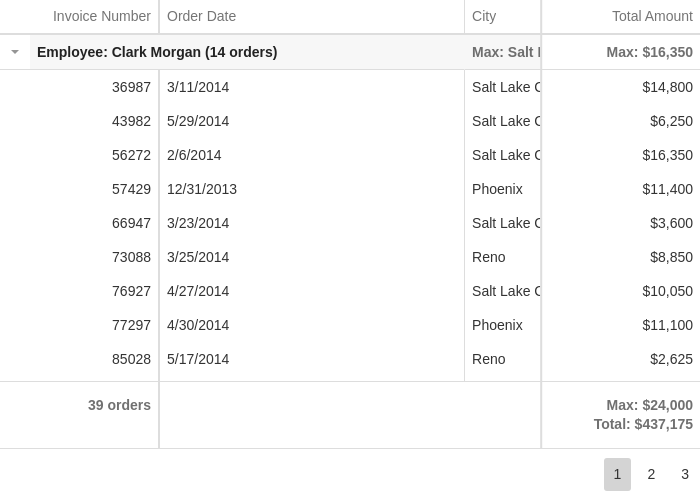 Invoice Number Order Date City Total Amount
Employee: Clark Morgan (14 orders) Max: Salt Max: $16,350
36987 3/11/2014 Salt Lake $14,800
43982 5/29/2014 Salt Lake $6,250
56272 2/6/2014 Salt Lake $16,350
57429 12/31/2013 Phoenix $11,400
66947 3/23/2014 Salt Lake $3,600
73088 3/25/2014 Reno $8,850
76927 4/27/2014 Salt Lake $10,050
77297 4/30/2014 Phoenix $11,100
85028 5/17/2014 Reno $2,625
39 orders Max: $24,000
Total: $437,175
1 2 3